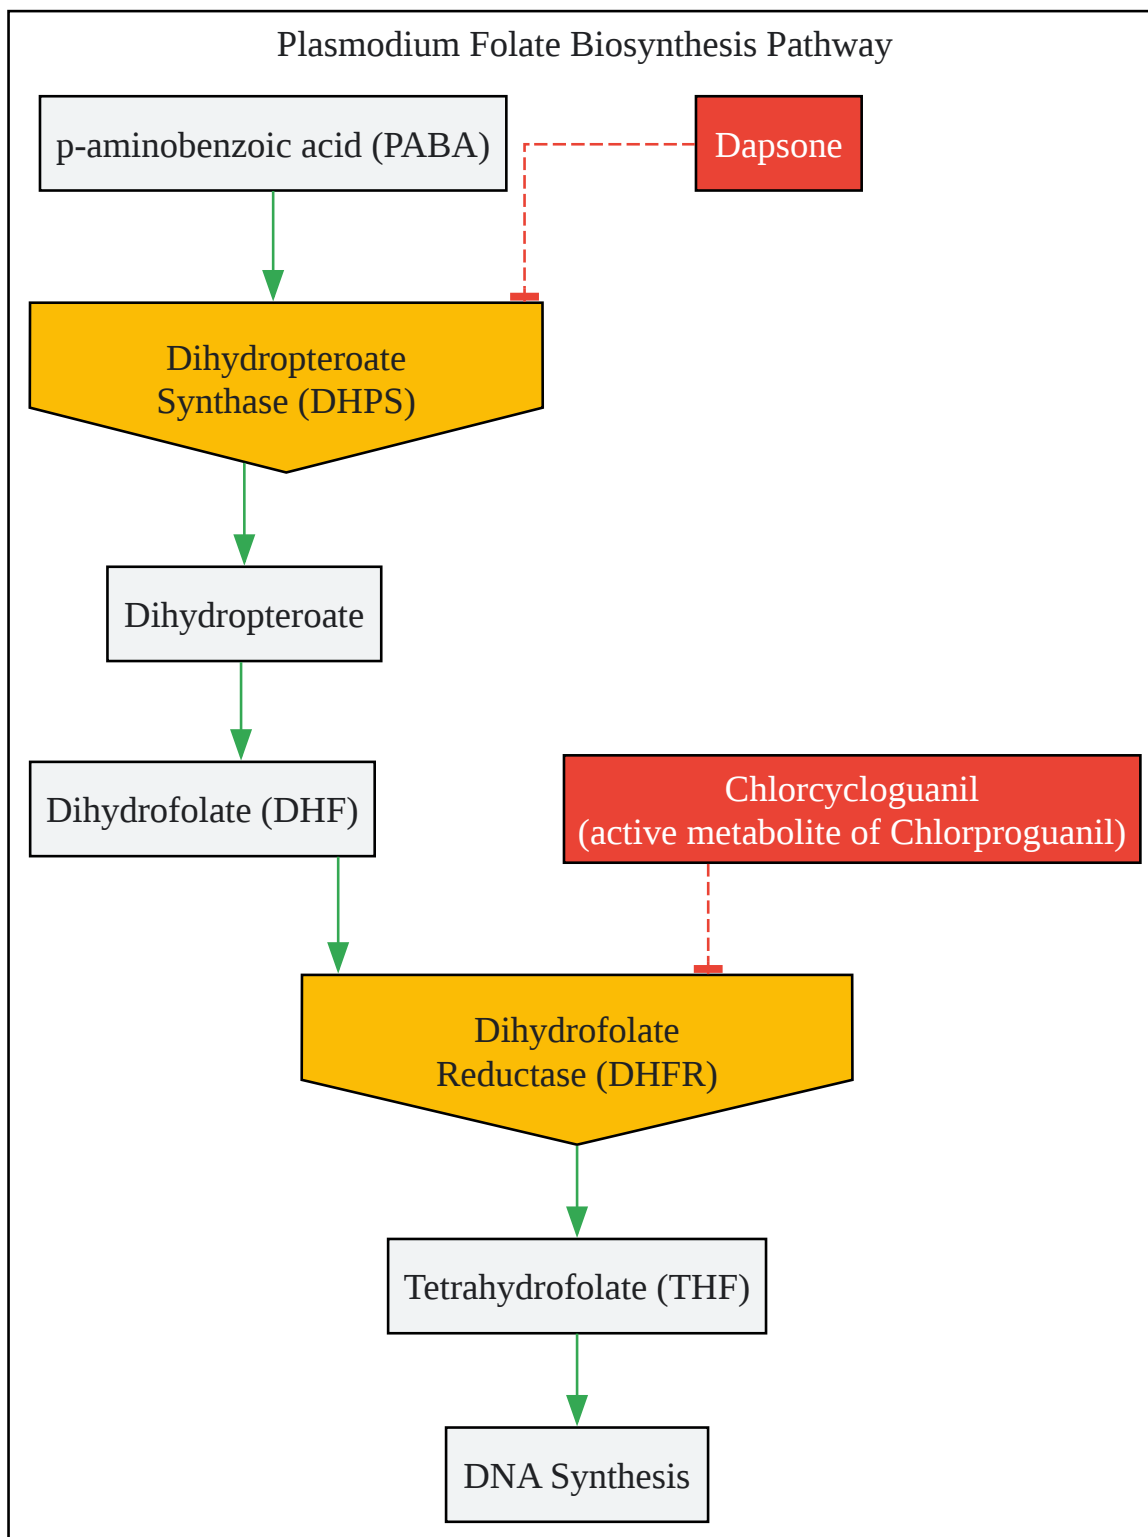 Plasmodium Folate Biosynthesis Pathway
p-aminobenzoic acid (PABA)
Dapsone
Dihydropteroate
Synthase (DHPS)
Dihydropteroate
Dihydrofolate (DHF)
Chlorcycloguanil
(active metabolite of Chlorproguanil)
Dihydrofolate
Reductase (DHFR)
Tetrahydrofolate (THF)
DNA Synthesis